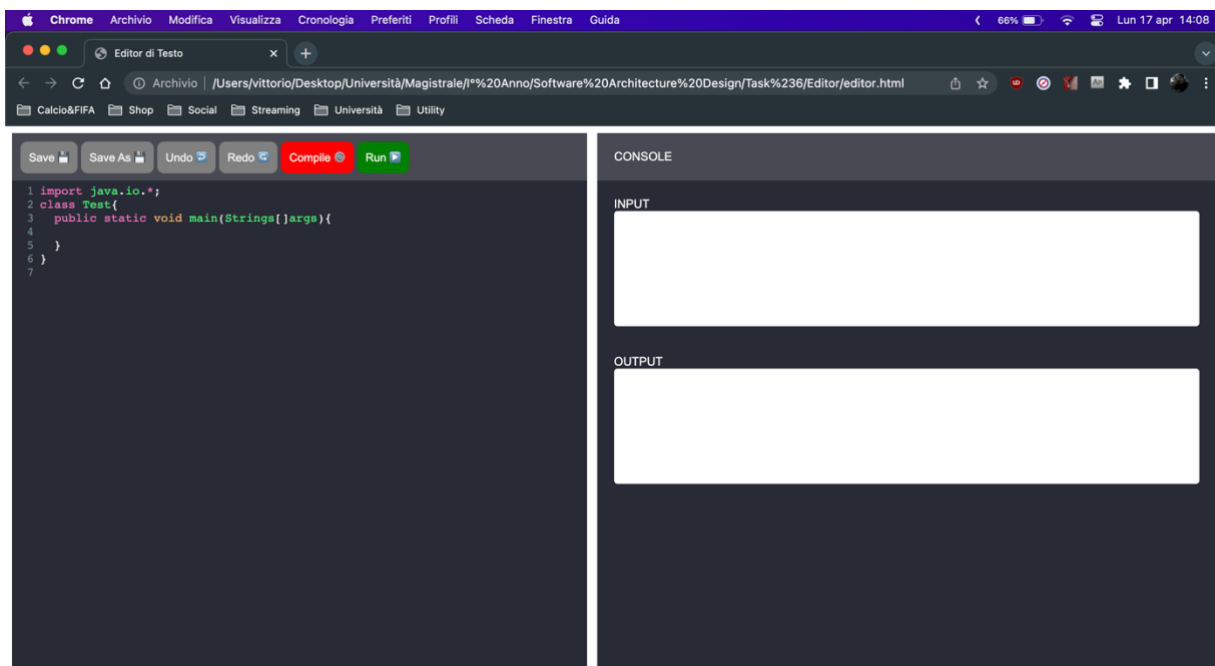 Chrome Archivio Modifica Visualizza Cronologia Preferiti Profili Scheda Finestra Guida 66% Lun 17 apr 14:08
Editor di Testo
Archivio | /Users/vittorio/Desktop/Università/Magistrale/I°%20Anno/Software%20Architecture%20Design/Task%236/Editor/editor.html
Calcio&FIFA Shop Social Streaming Università Utility
Save Save As Undo Redo Compile Run
1 import java.io.*;
2 class Test{
3 public static void main(Strings[]args){
4
5 }
6 }
7
CONSOLE
INPUT
OUTPUT